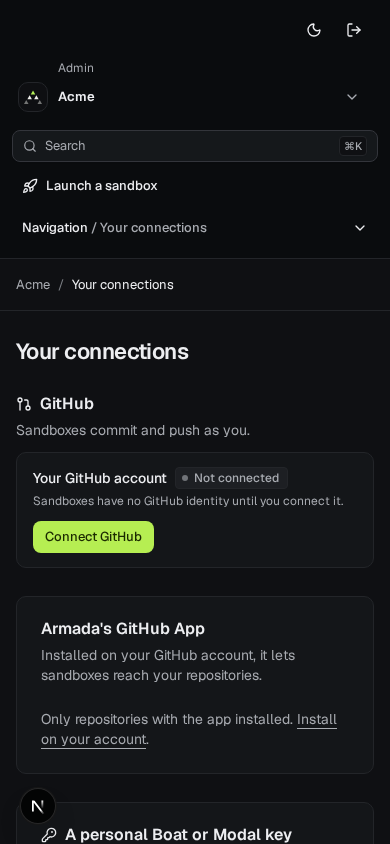 Admin
Acme
Search
⌘K
Launch a sandbox
Navigation / Your connections
Acme / Your connections
Your connections
GitHub
Sandboxes commit and push as you.
Your GitHub account
Not connected
Sandboxes have no GitHub identity until you connect it.
Connect GitHub
Armada's GitHub App
Installed on your GitHub account, it lets
sandboxes reach your repositories.
Only repositories with the app installed. Install
on your account.
N
A personal Boat or Modal key